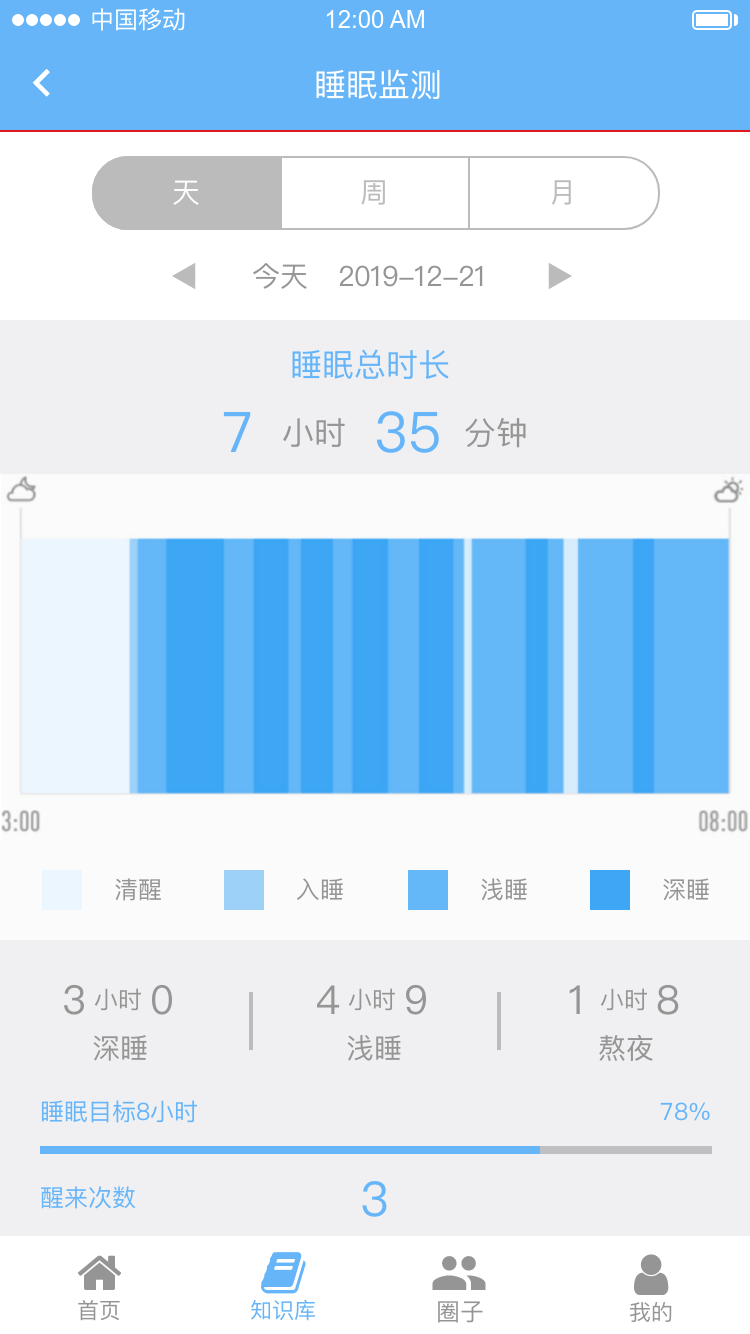 中国移动 12:00 AM
睡眠监测
天 周 月
今天 2019-12-21
睡眠总时长
7 小时 35 分钟
3:00 08:00
清醒 入睡 浅睡 深睡
3 小时 0 4 小时 9 1 小时 8
深睡 浅睡 熬夜
睡眠目标8小时 78%
醒来次数 3
首页 知识库 圈子 我的